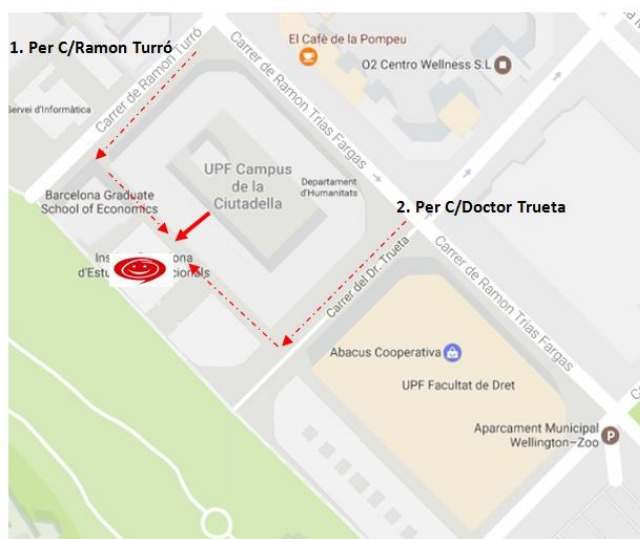 1. Per C/Ramon Turró
Carrer de Ramon Turró
El Cafè de la Pompeu
O2 Centro Wellness S.L
Carrer de Ramon Trias Fargas
Servei d'Informàtica
UPF Campus
de la
Ciutadella
Departament
d'Humanitats
Barcelona Graduate
School of Economics
2. Per C/Doctor Trueta
Carrer del Dr. Trueta
Carrer de Ramon Trias Fargas
Abacus Cooperativa
UPF Facultat de Dret
Aparcament Municipal
Wellington–Zoo
P